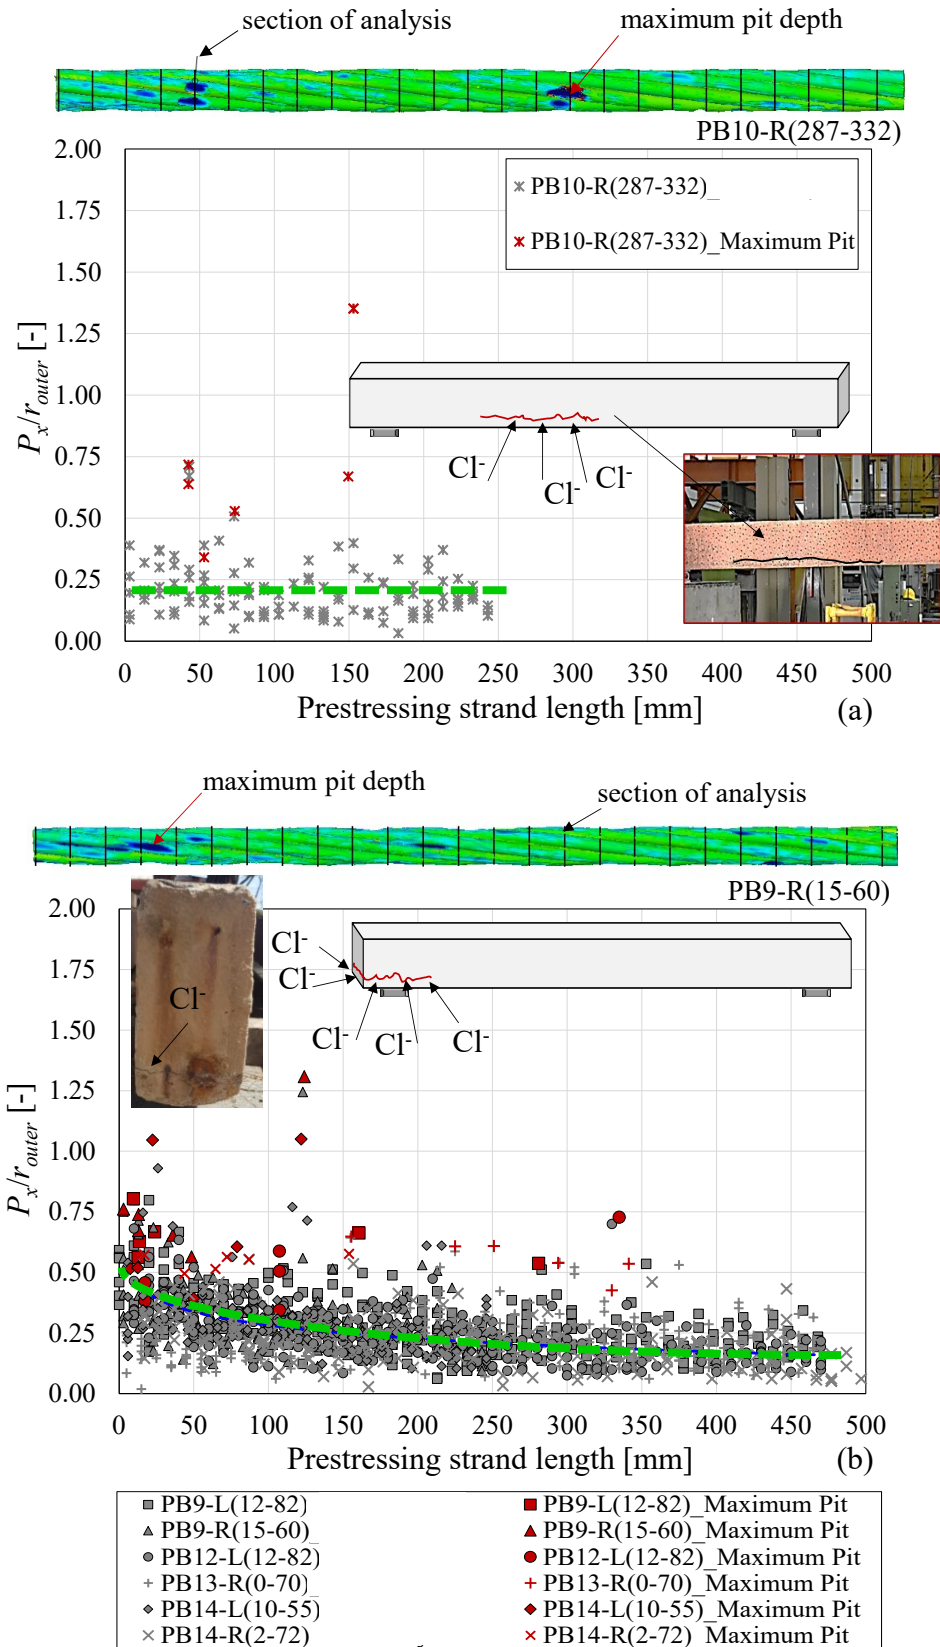 section of analysis
maximum pit depth
PB10-R(287-332)
2.00
1.75
1.50
1.25
1.00
0.75
0.50
0.25
0.00
Px/router [-]
PB10-R(287-332)_
PB10-R(287-332)_Maximum Pit
Cl-
Cl-
Cl-
0 50 100 150 200 250 300 350 400 450 500
Prestressing strand length [mm]
(a)
maximum pit depth
section of analysis
PB9-R(15-60)
2.00
1.75
1.50
1.25
1.00
0.75
0.50
0.25
0.00
Px/router [-]
Cl-
Cl-
Cl-
Cl-
Cl-
Cl-
0 50 100 150 200 250 300 350 400 450 500
Prestressing strand length [mm]
(b)
PB9-L(12-82) PB9-L(12-82)_Maximum Pit
PB9-R(15-60) PB9-R(15-60)_Maximum Pit
PB12-L(12-82) PB12-L(12-82)_Maximum Pit
PB13-R(0-70) PB13-R(0-70)_Maximum Pit
PB14-L(10-55) PB14-L(10-55)_Maximum Pit
PB14-R(2-72) PB14-R(2-72)_Maximum Pit